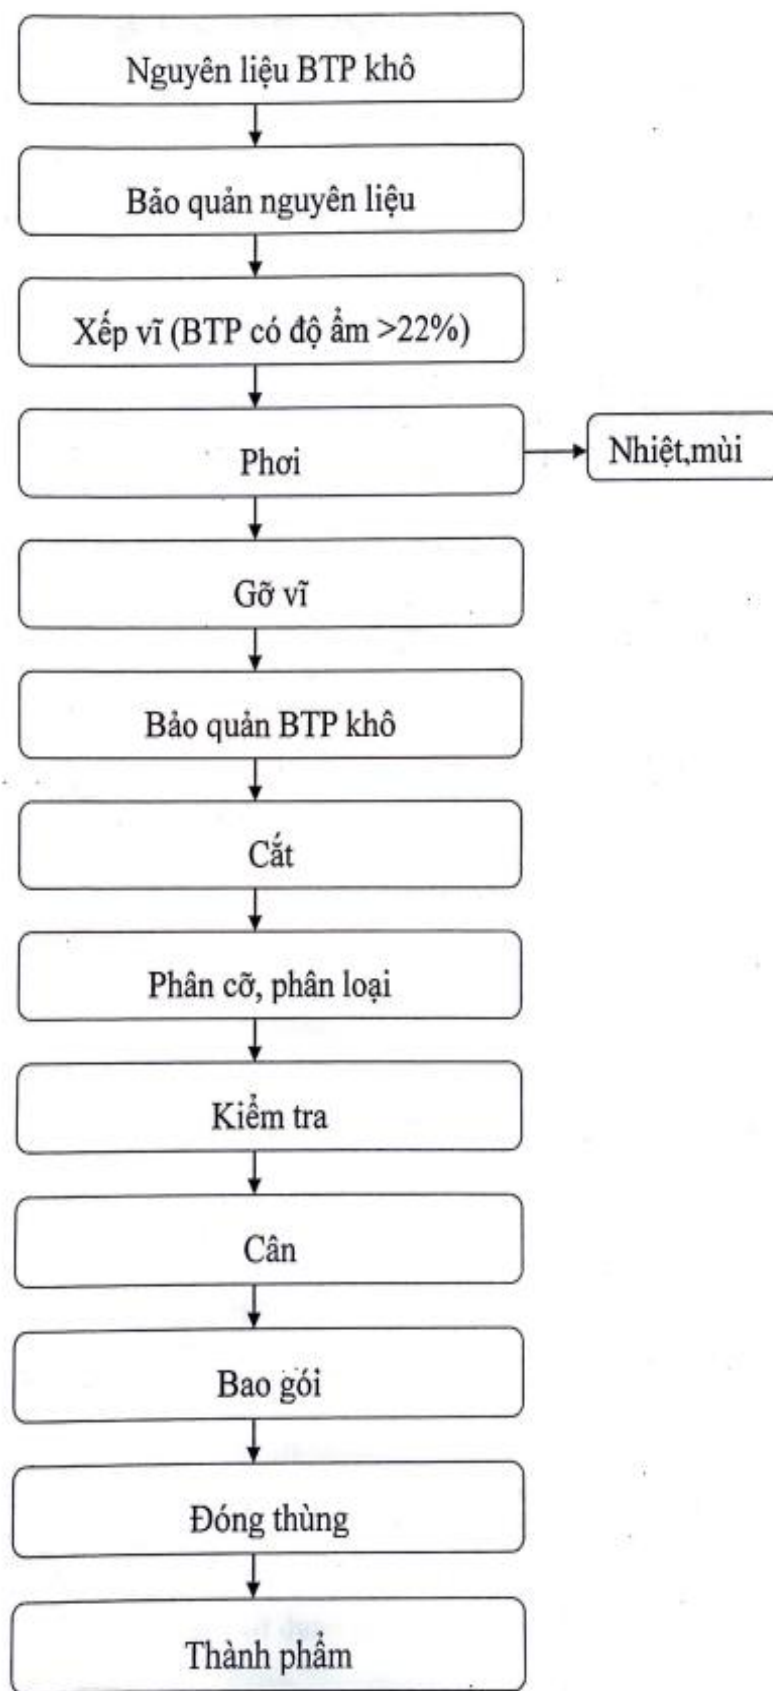 Nguyên liệu BTP khô
Bảo quản nguyên liệu
Xếp vĩ (BTP có độ ẩm >22%)
Phơi
Nhiệt,mùi
Gỡ vĩ
Bảo quản BTP khô
Cắt
Phân cỡ, phân loại
Kiểm tra
Cân
Bao gói
Đóng thùng
Thành phẩm